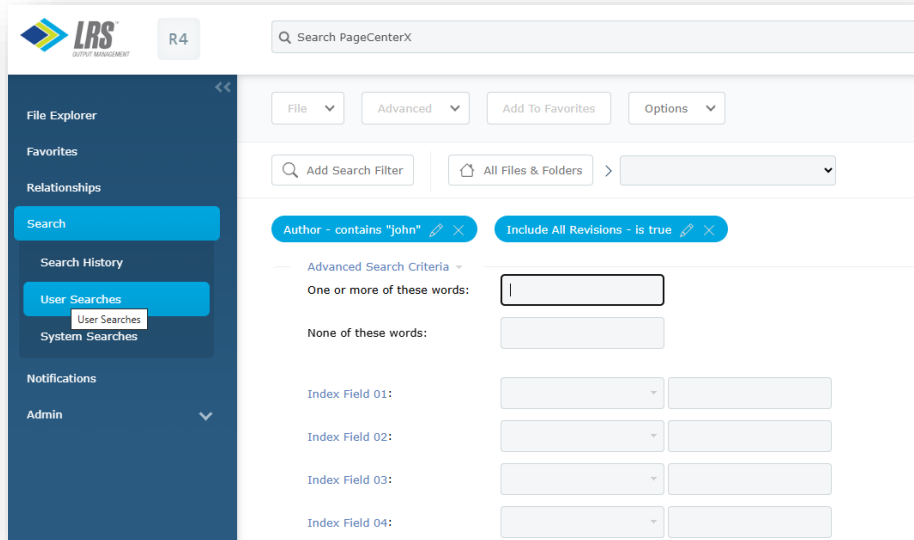 LRS
OUTPUT MANAGEMENT
R4
Search PageCenterX
File Explorer
Favorites
Relationships
Search
Search History
User Searches
User Searches
System Searches
Notifications
Admin
File
Advanced
Add To Favorites
Options
Add Search Filter
All Files & Folders
Author - contains "john"
Include All Revisions - is true
Advanced Search Criteria
One or more of these words:
None of these words:
Index Field 01:
Index Field 02:
Index Field 03:
Index Field 04: